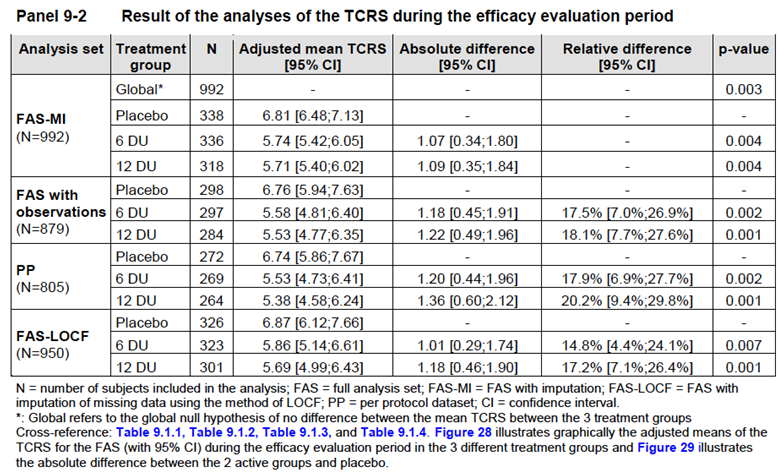 Panel 9-2 Result of the analyses of the TCRS during the efficacy evaluation period
Analysis set Treatment group N Adjusted mean TCRS [95% CI] Absolute difference [95% CI] Relative difference [95% CI] p-value
FAS-MI (N=992) Global* 992 - - - 0.003
Placebo 338 6.81 [6.48;7.13] - - -
6 DU 336 5.74 [5.42;6.05] 1.07 [0.34;1.80] - 0.004
12 DU 318 5.71 [5.40;6.02] 1.09 [0.35;1.84] - 0.004
FAS with observations (N=879) Placebo 298 6.76 [5.94;7.63] - - -
6 DU 297 5.58 [4.81;6.40] 1.18 [0.45;1.91] 17.5% [7.0%;26.9%] 0.002
12 DU 284 5.53 [4.77;6.35] 1.22 [0.49;1.96] 18.1% [7.7%;27.6%] 0.001
PP (N=805) Placebo 272 6.74 [5.86;7.67] - - -
6 DU 269 5.53 [4.73;6.41] 1.20 [0.44;1.96] 17.9% [6.9%;27.7%] 0.002
12 DU 264 5.38 [4.58;6.24] 1.36 [0.60;2.12] 20.2% [9.4%;29.8%] 0.001
FAS-LOCF (N=950) Placebo 326 6.87 [6.12;7.66] - - -
6 DU 323 5.86 [5.14;6.61] 1.01 [0.29;1.74] 14.8% [4.4%;24.1%] 0.007
12 DU 301 5.69 [4.99;6.43] 1.18 [0.46;1.90] 17.2% [7.1%;26.4%] 0.001
N = number of subjects included in the analysis; FAS = full analysis set; FAS-MI = FAS with imputation; FAS-LOCF = FAS with
imputation of missing data using the method of LOCF; PP = per protocol dataset; CI = confidence interval.
*: Global refers to the global null hypothesis of no difference between the mean TCRS between the 3 treatment groups
Cross-reference: Table 9.1.1, Table 9.1.2, Table 9.1.3, and Table 9.1.4. Figure 28 illustrates graphically the adjusted means of
the TCRS for the FAS (with 95% CI) during the efficacy evaluation period in the 3 different treatment groups and Figure 29 illustrates
the absolute difference between the 2 active groups and placebo.